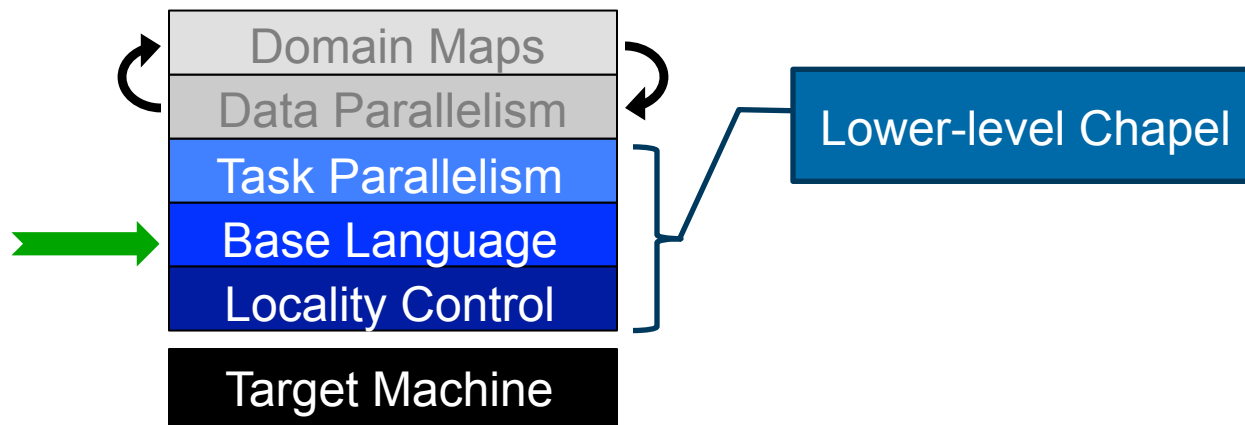 Domain Maps
Data Parallelism
Task Parallelism
Base Language
Locality Control
Target Machine
Lower-level Chapel